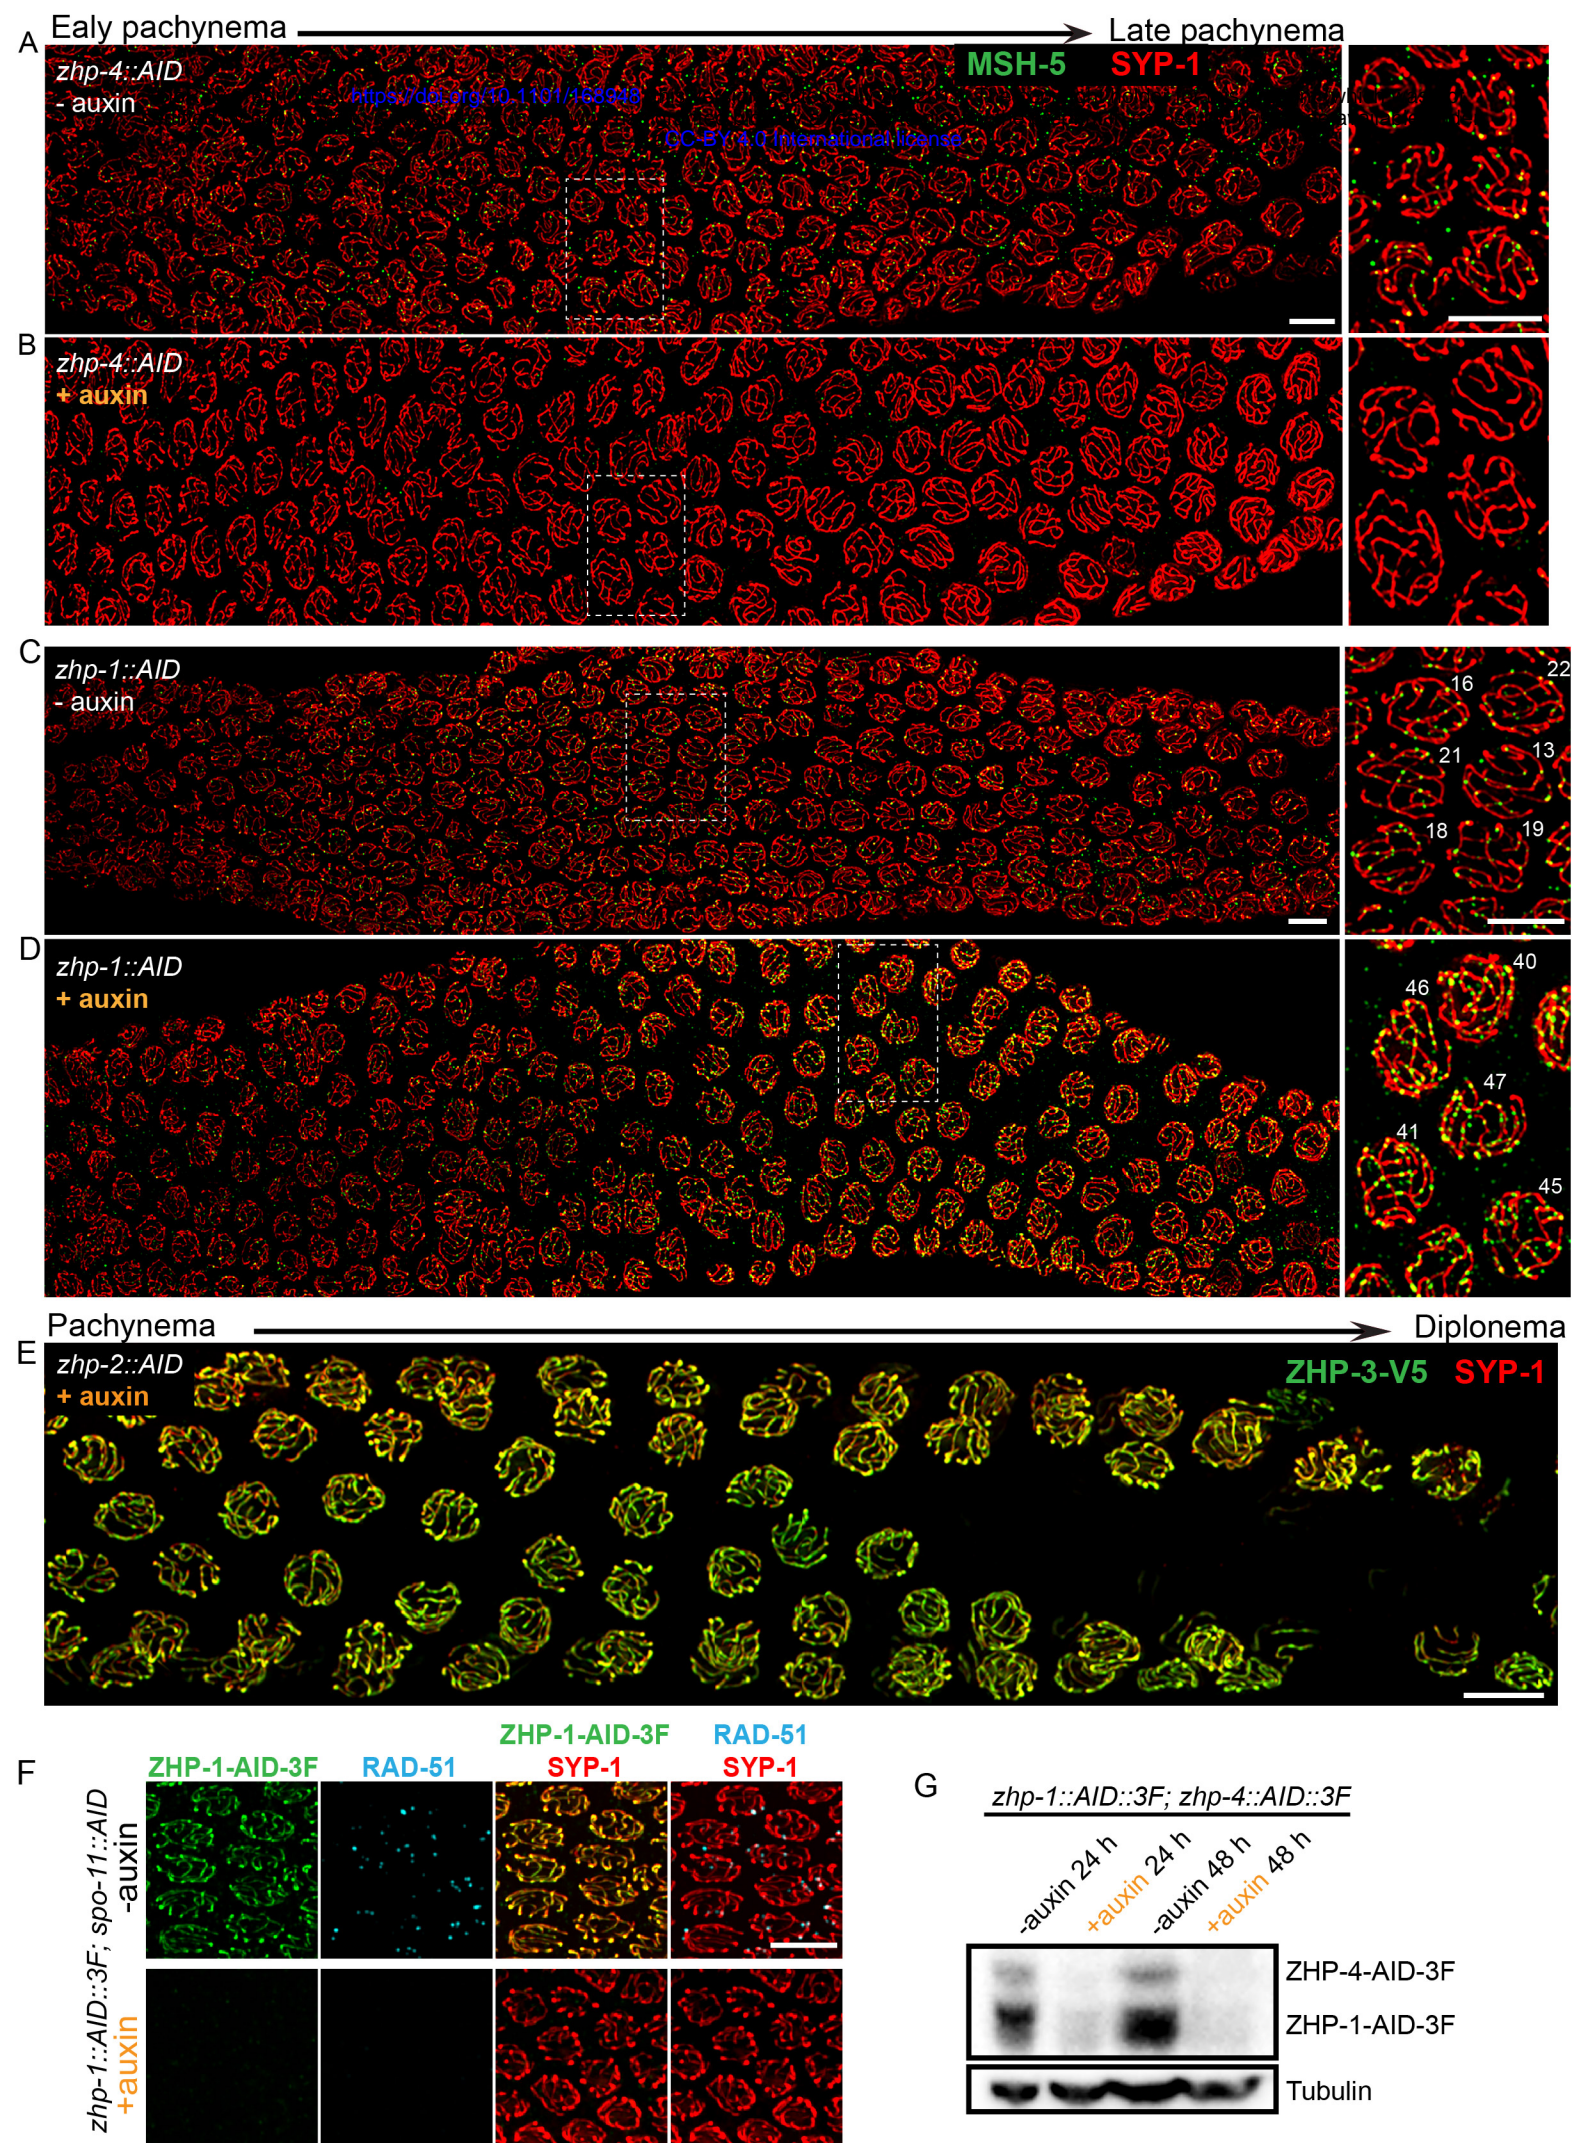 Ealy pachynema
Late pachynema
A
zhp-4::AID
- auxin
MSH-5 SYP-1
https://doi.org/10.1101/168948
CC-BY 4.0 International license
B
zhp-4::AID
+ auxin
C
zhp-1::AID
- auxin
16
22
21
13
18
19
D
zhp-1::AID
+ auxin
40
46
47
41
45
Pachynema
Diplonema
E
zhp-2::AID
+ auxin
ZHP-3-V5 SYP-1
F
ZHP-1-AID-3F
RAD-51
ZHP-1-AID-3F
SYP-1
RAD-51
SYP-1
zhp-1::AID::3F; spo-11::AID
-auxin
+auxin
G
zhp-1::AID::3F; zhp-4::AID::3F
-auxin 24 h
+auxin 24 h
-auxin 48 h
+auxin 48 h
ZHP-4-AID-3F
ZHP-1-AID-3F
Tubulin